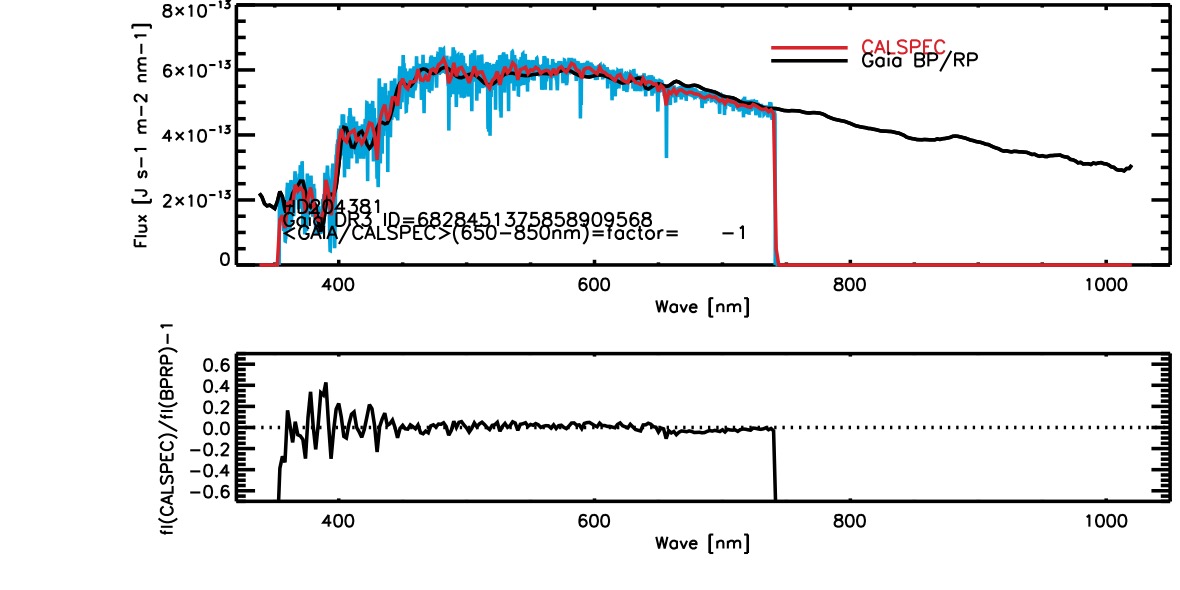 8×10−13
6×10−13
4×10−13
2×10−13
0
Flux [J s−1 m−2 nm−1]
CALSPEC
Gaia BP/RP
HD204381
Gaia DR3 ID=6828451375858909568
<GAIA/CALSPEC>(650−850nm)=factor= −1
400 600 800 1000
Wave [nm]
fl(CALSPEC)/fl(BPRP)−1
0.6
0.4
0.2
0.0
−0.2
−0.4
−0.6
400 600 800 1000
Wave [nm]